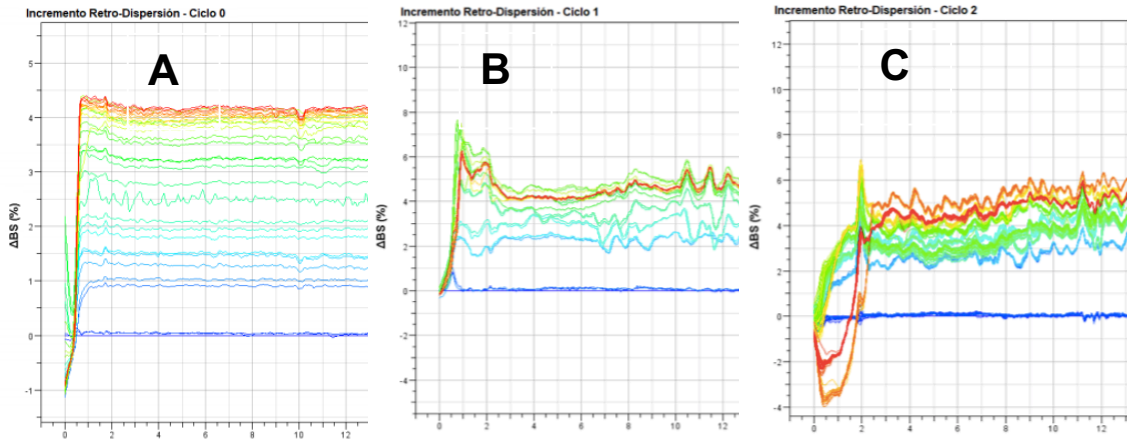 Incremento Retro-Dispersión - Ciclo 0
A
5
4
3
2
1
0
-1
ΔBS (%)
0 2 4 6 8 10 12
Incremento Retro-Dispersión - Ciclo 1
B
12
10
8
6
4
2
0
-2
-4
ΔBS (%)
0 2 4 6 8 10 12
Incremento Retro-Dispersión - Ciclo 2
C
12
10
8
6
4
2
0
-2
-4
ΔBS (%)
0 2 4 6 8 10 12